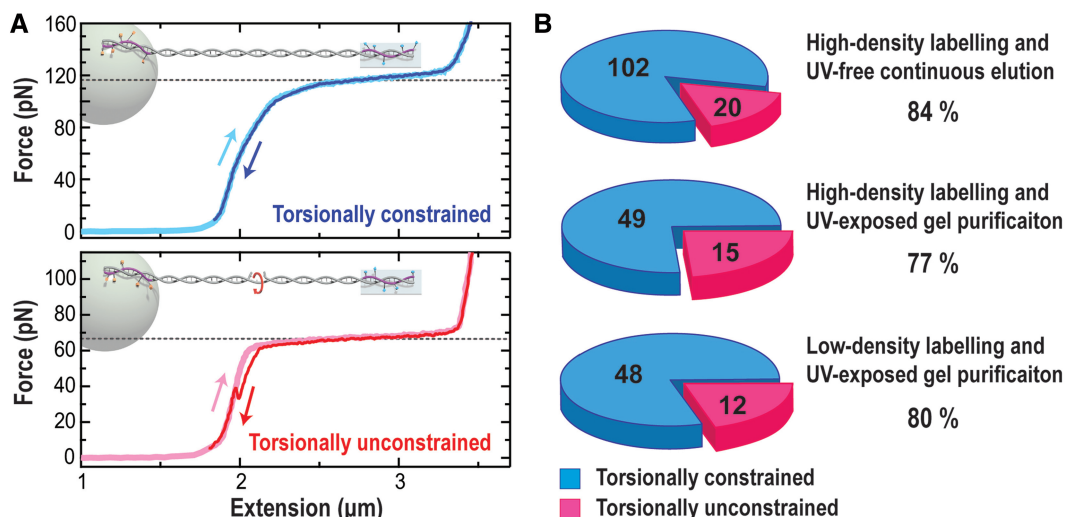 A
160
120
80
40
0
Force (pN)
Torsionally constrained
100
80
60
40
20
0
Force (pN)
Torsionally unconstrained
1
2
3
Extension (μm)
B
102
20
High-density labelling and
UV-free continuous elution
84 %
49
15
High-density labelling and
UV-exposed gel purificaiton
77 %
48
12
Low-density labelling and
UV-exposed gel purificaiton
80 %
Torsionally constrained
Torsionally unconstrained